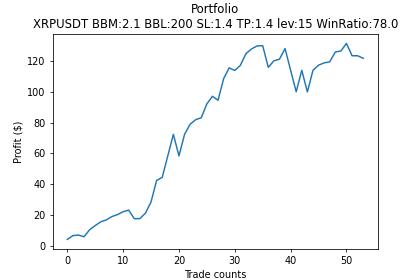 Portfolio
XRPUSDT BBM:2.1 BBL:200 SL:1.4 TP:1.4 lev:15 WinRatio:78.0
120
100
80
60
40
20
0
Profit ($)
0 10 20 30 40 50
Trade counts